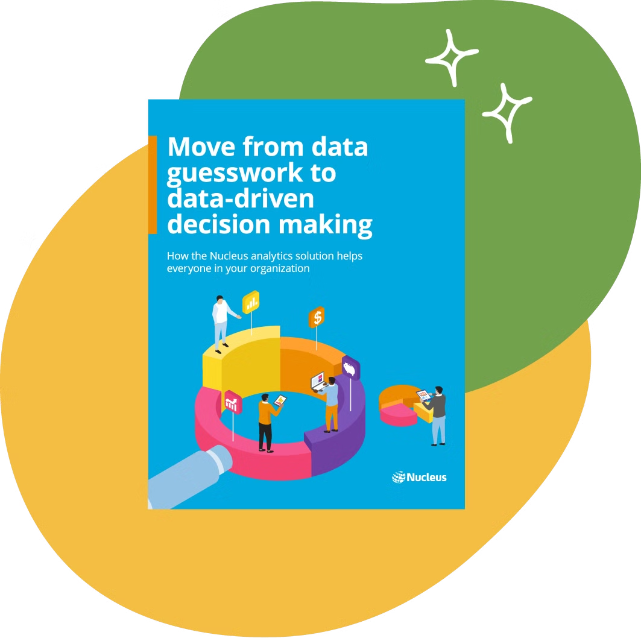 Move from data
guesswork to
data-driven
decision making
How the Nucleus analytics solution helps
everyone in your organization
$
Nucleus